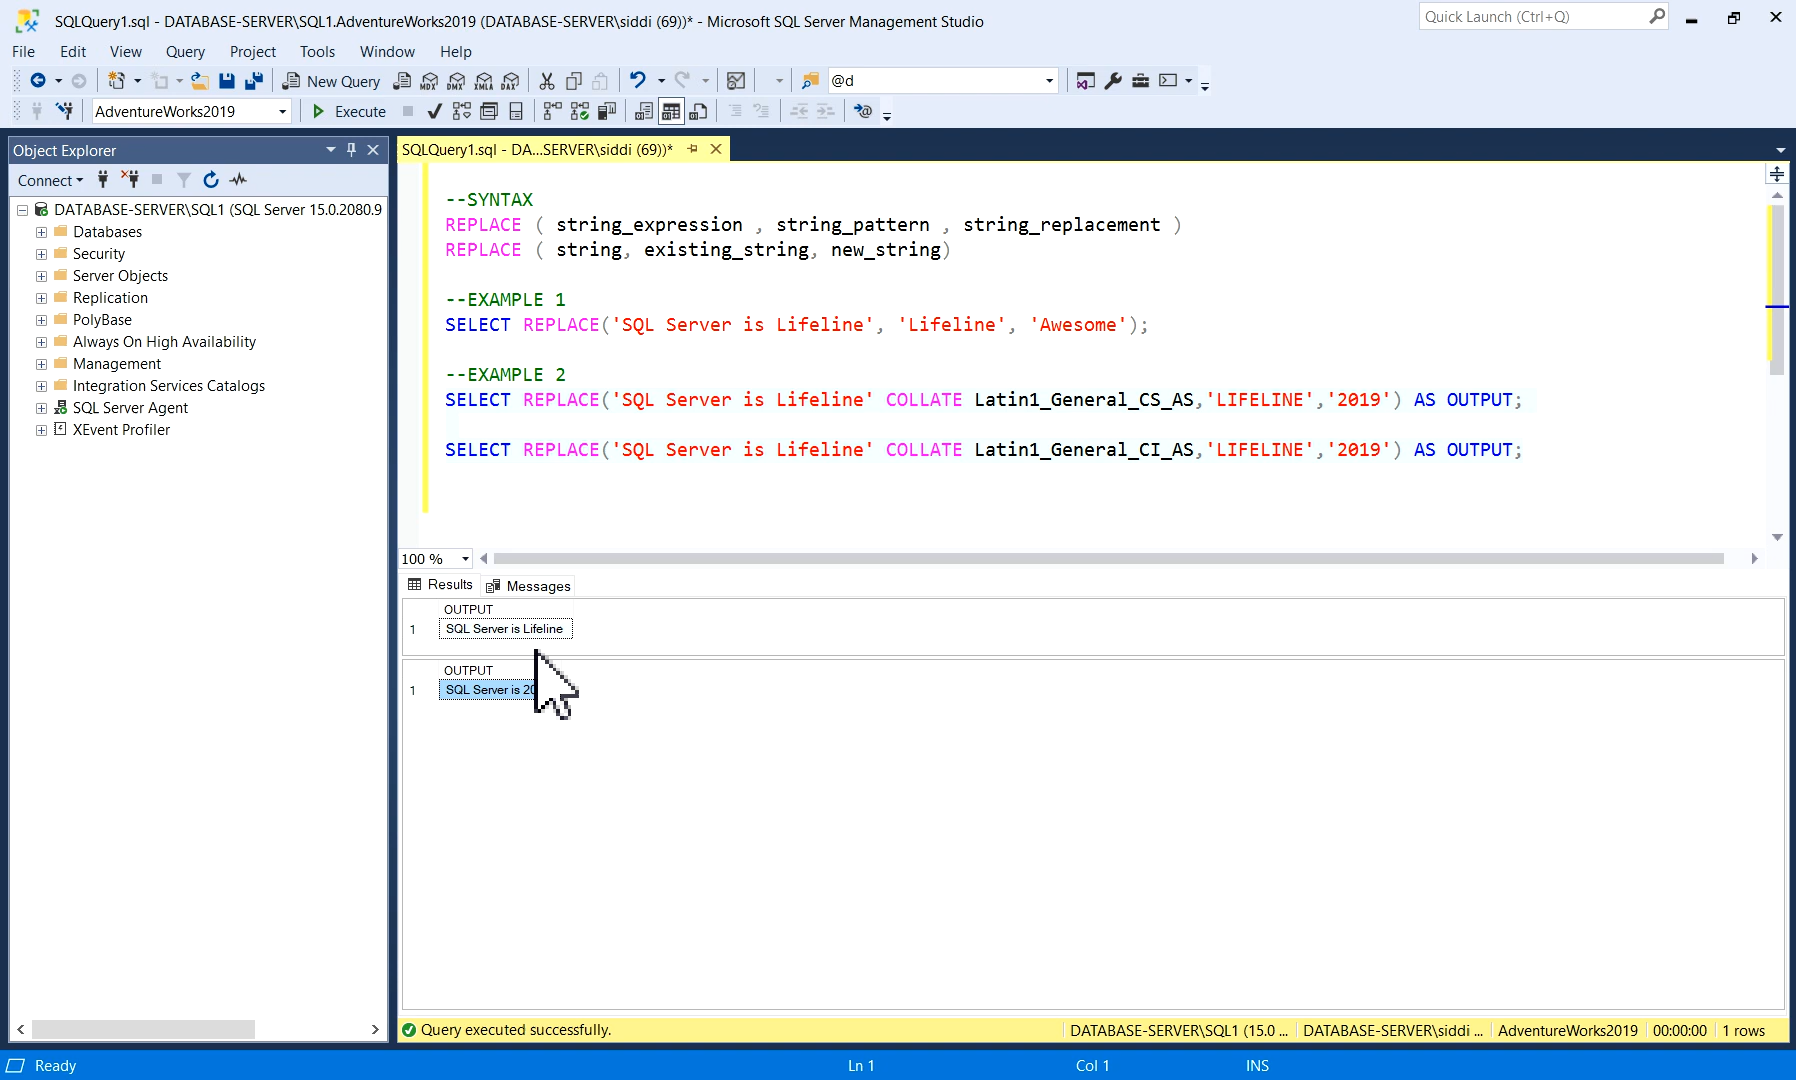 SQLQuery1.sql - DATABASE-SERVER\SQL1.AdventureWorks2019 (DATABASE-SERVER\siddi (69))* - Microsoft SQL Server Management Studio
Quick Launch (Ctrl+Q)
File Edit View Query Project Tools Window Help
New Query MDX DMX XMLA DAX @d
AdventureWorks2019 Execute
Object Explorer
Connect
DATABASE-SERVER\SQL1 (SQL Server 15.0.2080.9
Databases
Security
Server Objects
Replication
PolyBase
Always On High Availability
Management
Integration Services Catalogs
SQL Server Agent
XEvent Profiler
SQLQuery1.sql - DA...SERVER\siddi (69))*
--SYNTAX
REPLACE ( string_expression , string_pattern , string_replacement )
REPLACE ( string, existing_string, new_string)
--EXAMPLE 1
SELECT REPLACE('SQL Server is Lifeline', 'Lifeline', 'Awesome');
--EXAMPLE 2
SELECT REPLACE('SQL Server is Lifeline' COLLATE Latin1_General_CS_AS,'LIFELINE','2019') AS OUTPUT;
SELECT REPLACE('SQL Server is Lifeline' COLLATE Latin1_General_CI_AS,'LIFELINE','2019') AS OUTPUT;
100 %
Results Messages
OUTPUT
1 SQL Server is Lifeline
OUTPUT
1 SQL Server is
Query executed successfully.
DATABASE-SERVER\SQL1 (15.0 ... DATABASE-SERVER\siddi ... AdventureWorks2019 00:00:00 1 rows
Ready Ln 1 Col 1 INS